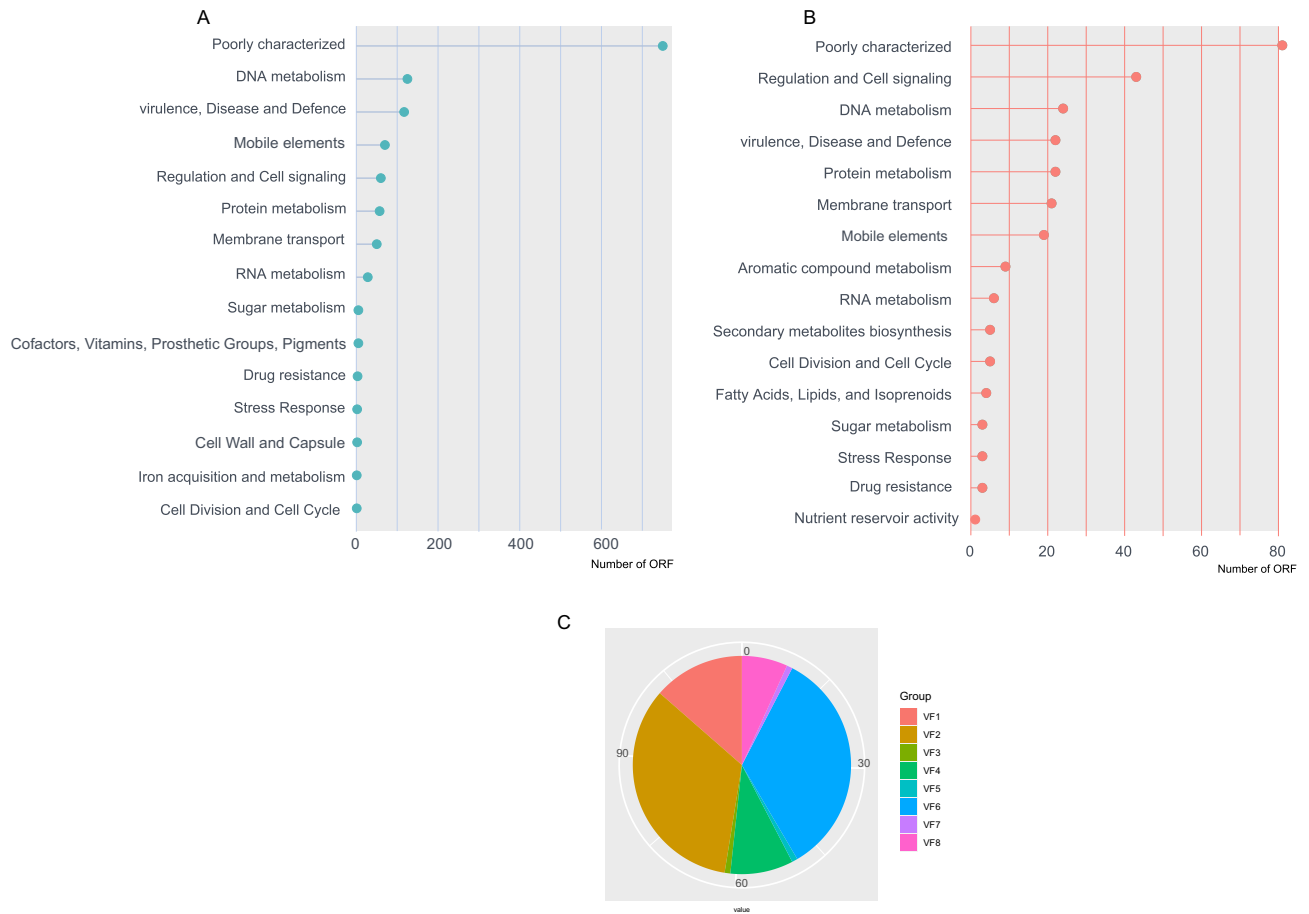 A
Poorly characterized
DNA metabolism
virulence, Disease and Defence
Mobile elements
Regulation and Cell signaling
Protein metabolism
Membrane transport
RNA metabolism
Sugar metabolism
Cofactors, Vitamins, Prosthetic Groups, Pigments
Drug resistance
Stress Response
Cell Wall and Capsule
Iron acquisition and metabolism
Cell Division and Cell Cycle
0 200 400 600
Number of ORF
B
Poorly characterized
Regulation and Cell signaling
DNA metabolism
virulence, Disease and Defence
Protein metabolism
Membrane transport
Mobile elements
Aromatic compound metabolism
RNA metabolism
Secondary metabolites biosynthesis
Cell Division and Cell Cycle
Fatty Acids, Lipids, and Isoprenoids
Sugar metabolism
Stress Response
Drug resistance
Nutrient reservoir activity
0 20 40 60 80
Number of ORF
C
0
30
60
90
value
Group
VF1
VF2
VF3
VF4
VF5
VF6
VF7
VF8